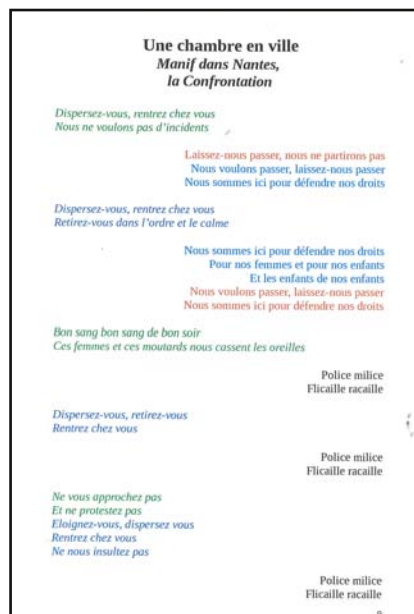 Une chambre en ville
Manif dans Nantes,
la Confrontation
Dispersez-vous, rentrez chez vous
Nous ne voulons pas d'incidents
Laissez-nous passer, nous ne partirons pas
Nous voulons passer, laissez-nous passer
Nous sommes ici pour défendre nos droits
Dispersez-vous, rentrez chez vous
Retirez-vous dans l'ordre et le calme
Nous sommes ici pour défendre nos droits
Pour nos femmes et pour nos enfants
Et les enfants de nos enfants
Nous voulons passer, laissez-nous passer
Nous sommes ici pour défendre nos droits
Bon sang bon sang de bon soir
Ces femmes et ces moutards nous cassent les oreilles
Police milice
Flicaille racaille
Dispersez-vous, retirez-vous
Rentrez chez vous
Police milice
Flicaille racaille
Ne vous approchez pas
Et ne protestez pas
Eloignez-vous, dispersez vous
Rentrez chez vous
Ne nous insultez pas
Police milice
Flicaille racaille